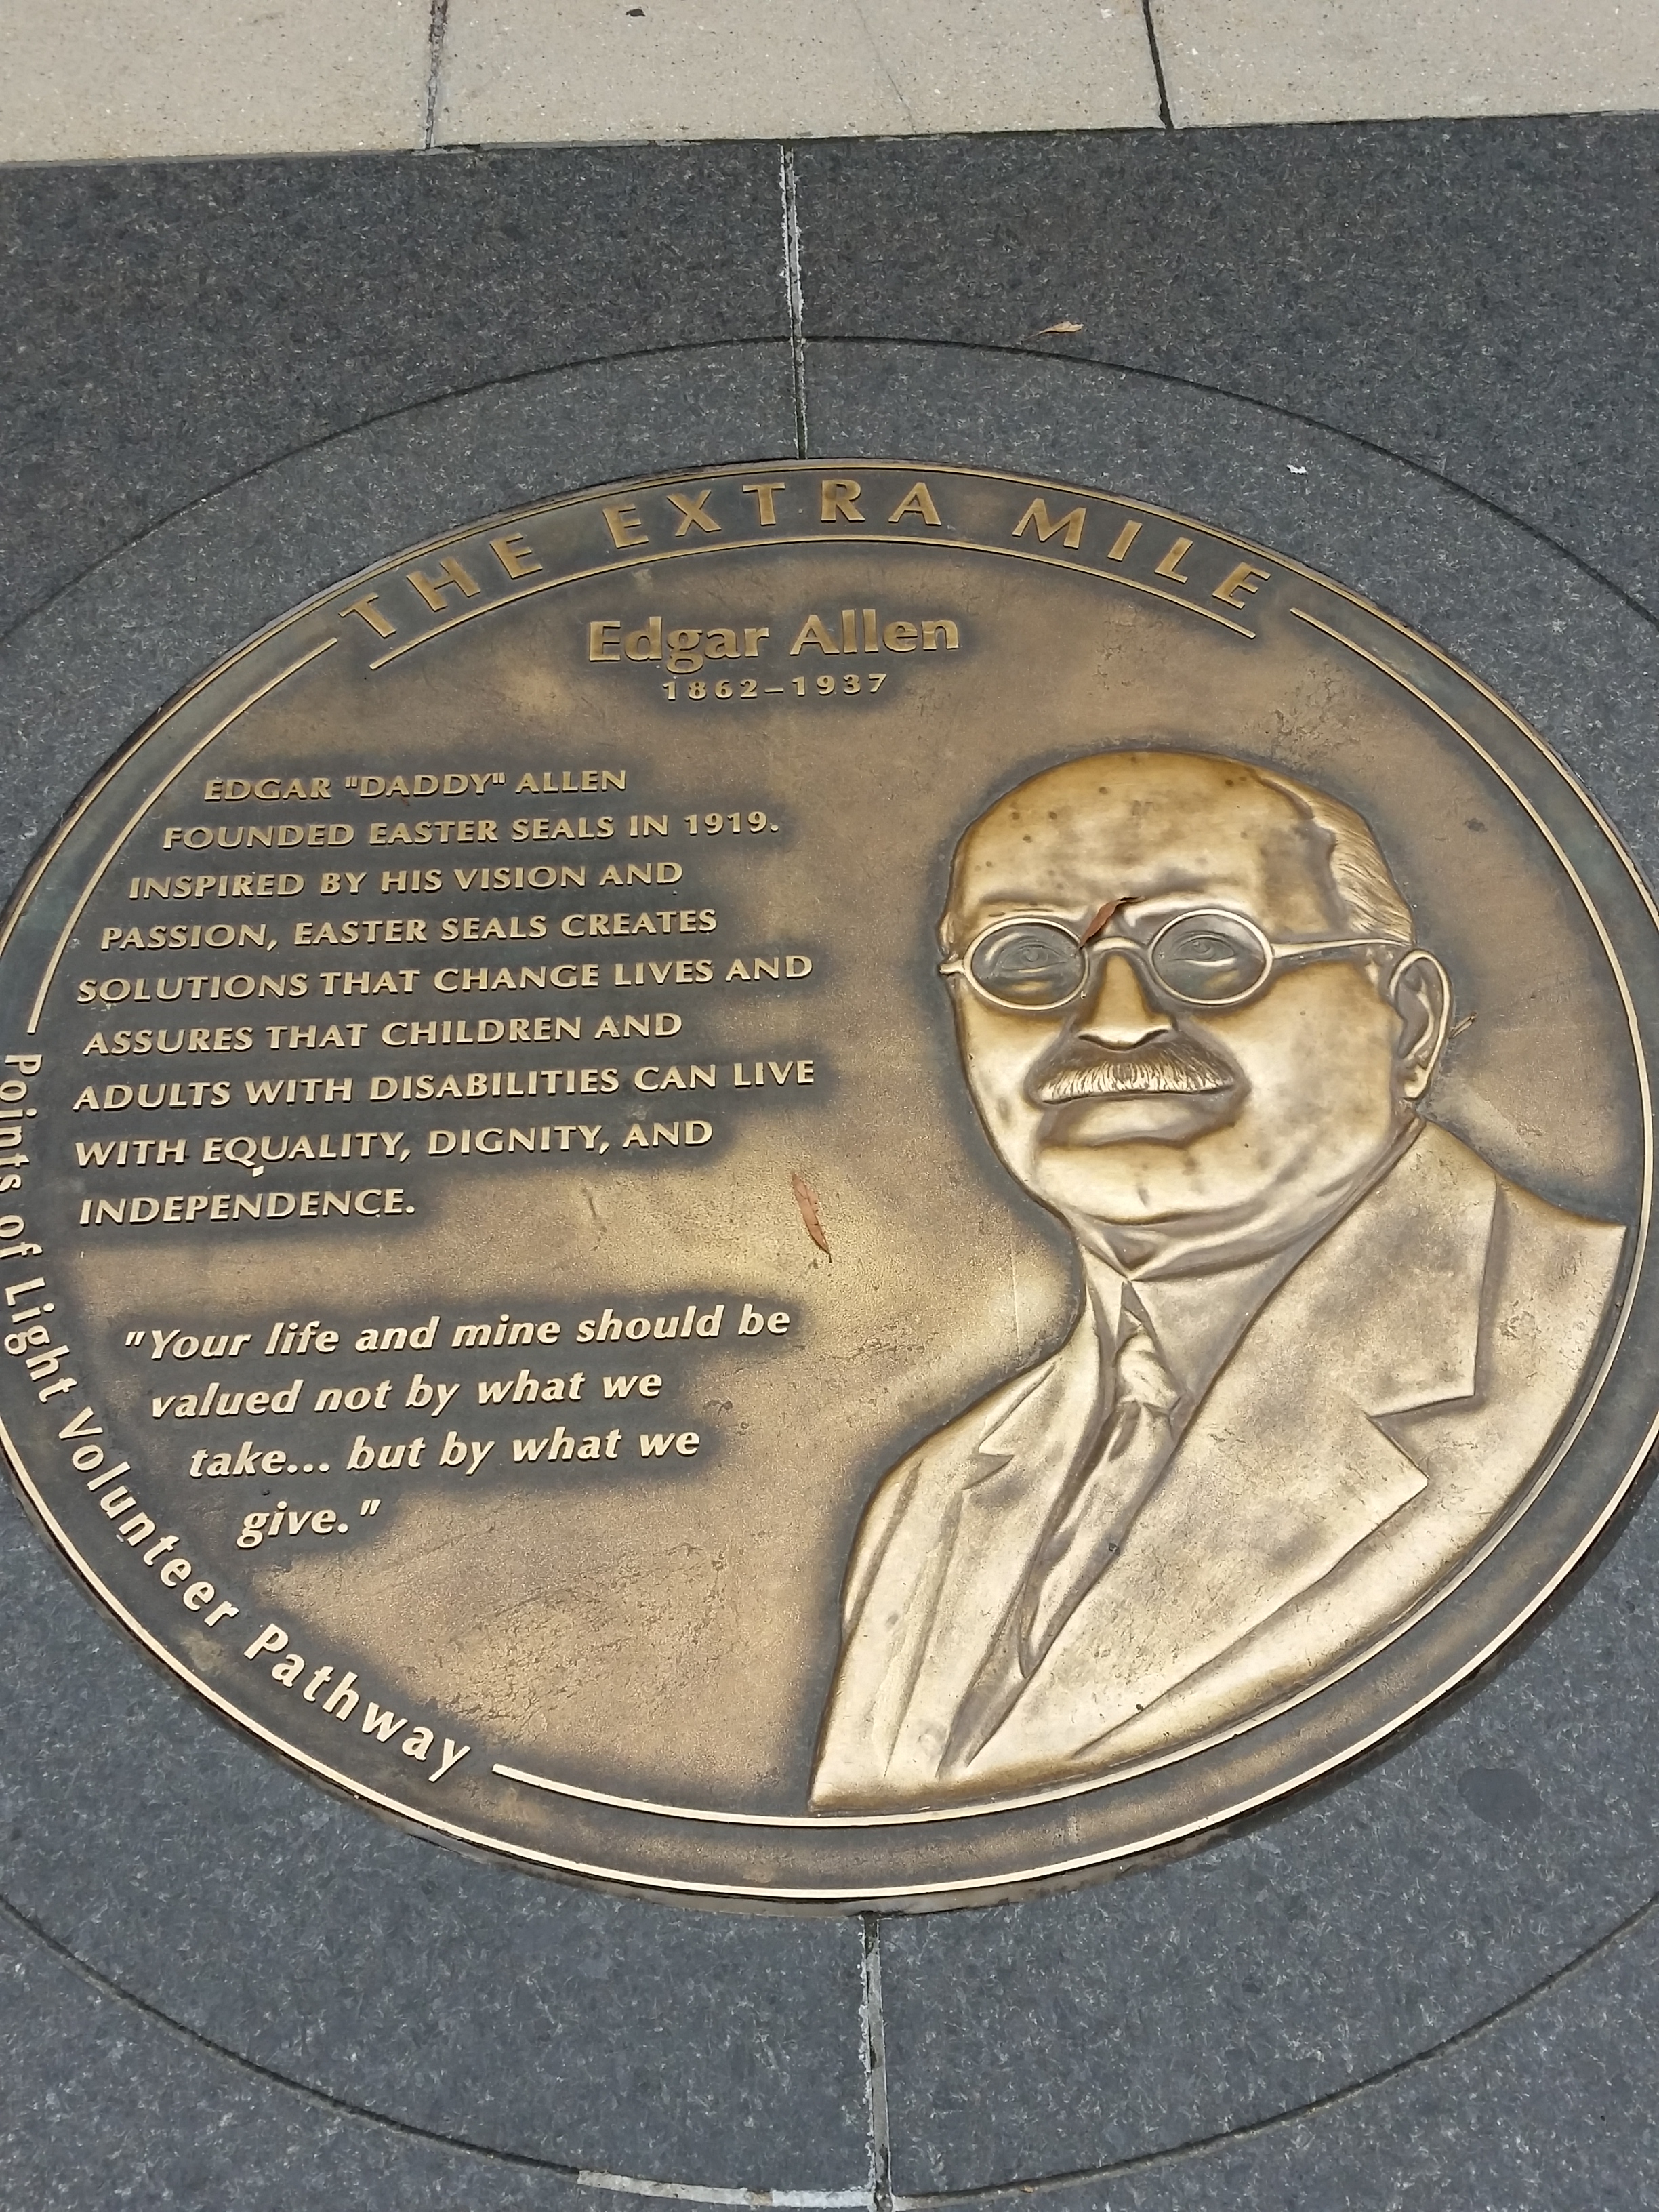 THE EXTRA MILE
Edgar Allen
1862–1937
EDGAR "DADDY" ALLEN
FOUNDED EASTER SEALS IN 1919.
INSPIRED BY HIS VISION AND
PASSION, EASTER SEALS CREATES
SOLUTIONS THAT CHANGE LIVES AND
ASSURES THAT CHILDREN AND
ADULTS WITH DISABILITIES CAN LIVE
WITH EQUALITY, DIGNITY, AND
INDEPENDENCE.
"Your life and mine should be
valued not by what we
take... but by what we
give."
Points of Light Volunteer Pathway